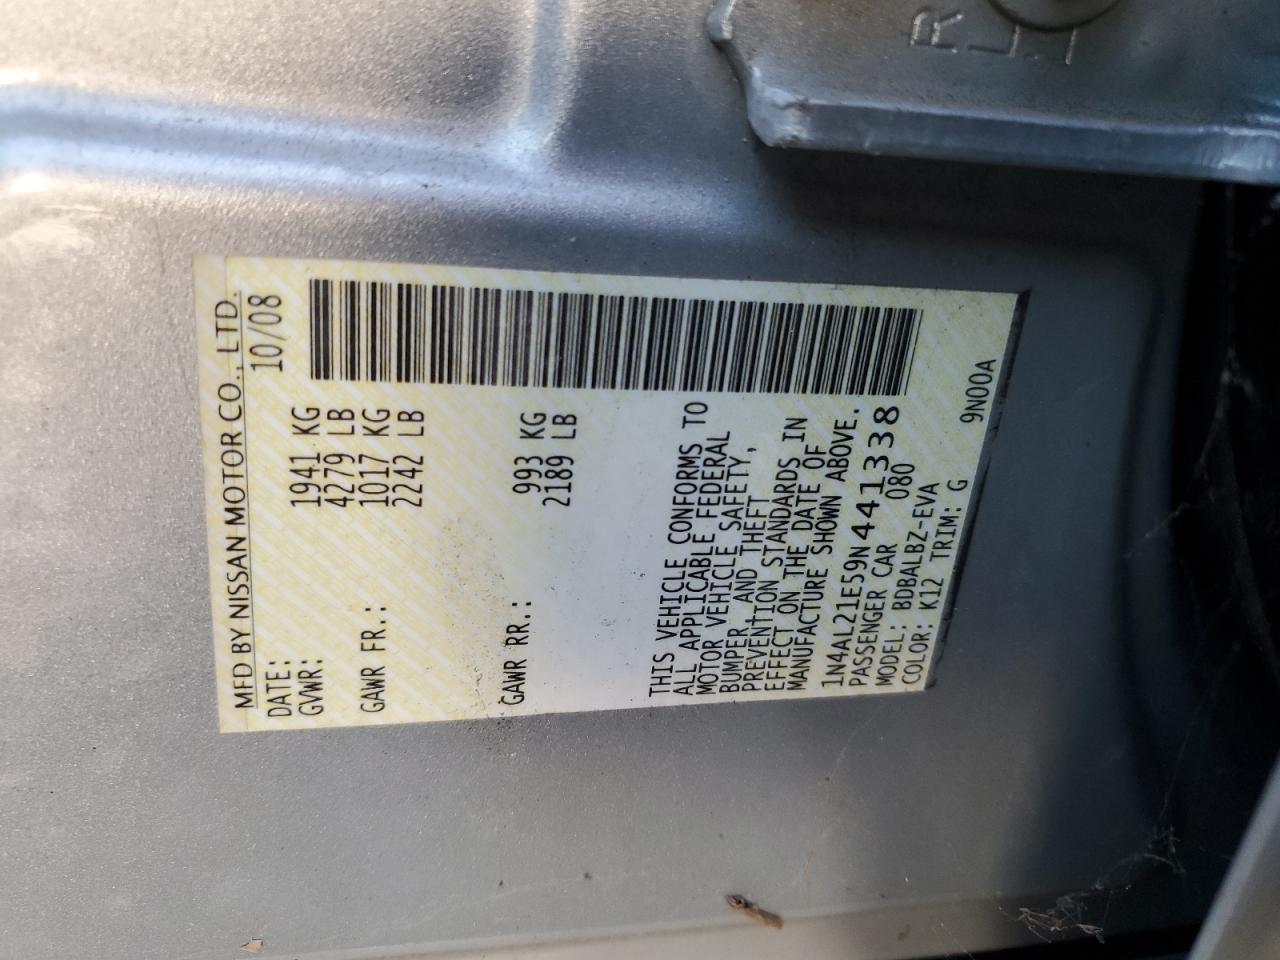 MFD BY NISSAN MOTOR CO., LTD.
DATE: 10/08
GVWR: 1941 KG
4279 LB
GAWR FR.: 1017 KG
2242 LB
GAWR RR.: 993 KG
2189 LB
THIS VEHICLE CONFORMS TO
ALL APPLICABLE FEDERAL
MOTOR VEHICLE SAFETY,
BUMPER, AND THEFT
PREVENTION STANDARDS IN
EFFECT ON THE DATE OF
MANUFACTURE SHOWN ABOVE.
1N4AL21E59N441338
PASSENGER CAR 080
MODEL: BDBALBZ-EVA
COLOR: K12 TRIM: G
9N00A